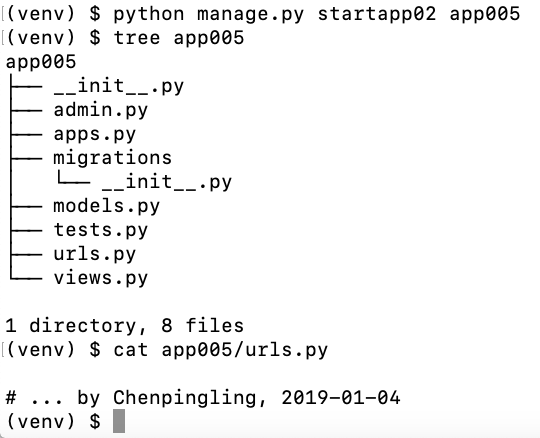 (venv) $ python manage.py startapp02 app005
(venv) $ tree app005
app005
├── __init__.py
├── admin.py
├── apps.py
├── migrations
│   └── __init__.py
├── models.py
├── tests.py
├── urls.py
└── views.py

1 directory, 8 files
(venv) $ cat app005/urls.py

# ... by Chenpingling, 2019-01-04
(venv) $